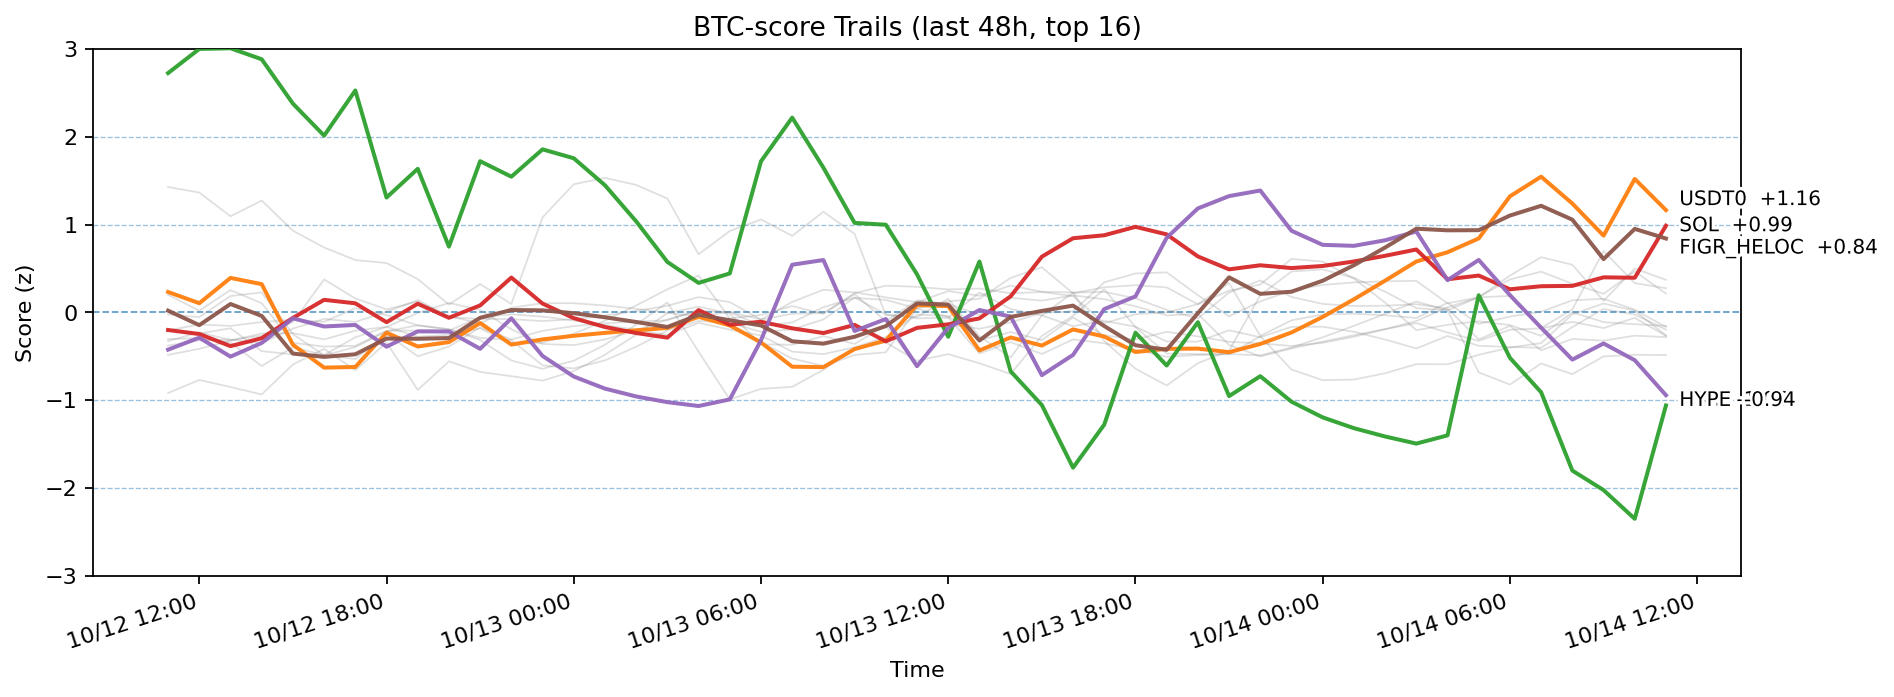 BTC-score Trails (last 48h, top 16)
Score (z)
3
2
1
0
−1
−2
−3
USDT0 +1.16
SOL +0.99
FIGR_HELOC +0.84
HYPE -0.94
10/12 12:00
10/12 18:00
10/13 00:00
10/13 06:00
10/13 12:00
10/13 18:00
10/14 00:00
10/14 06:00
10/14 12:00
Time